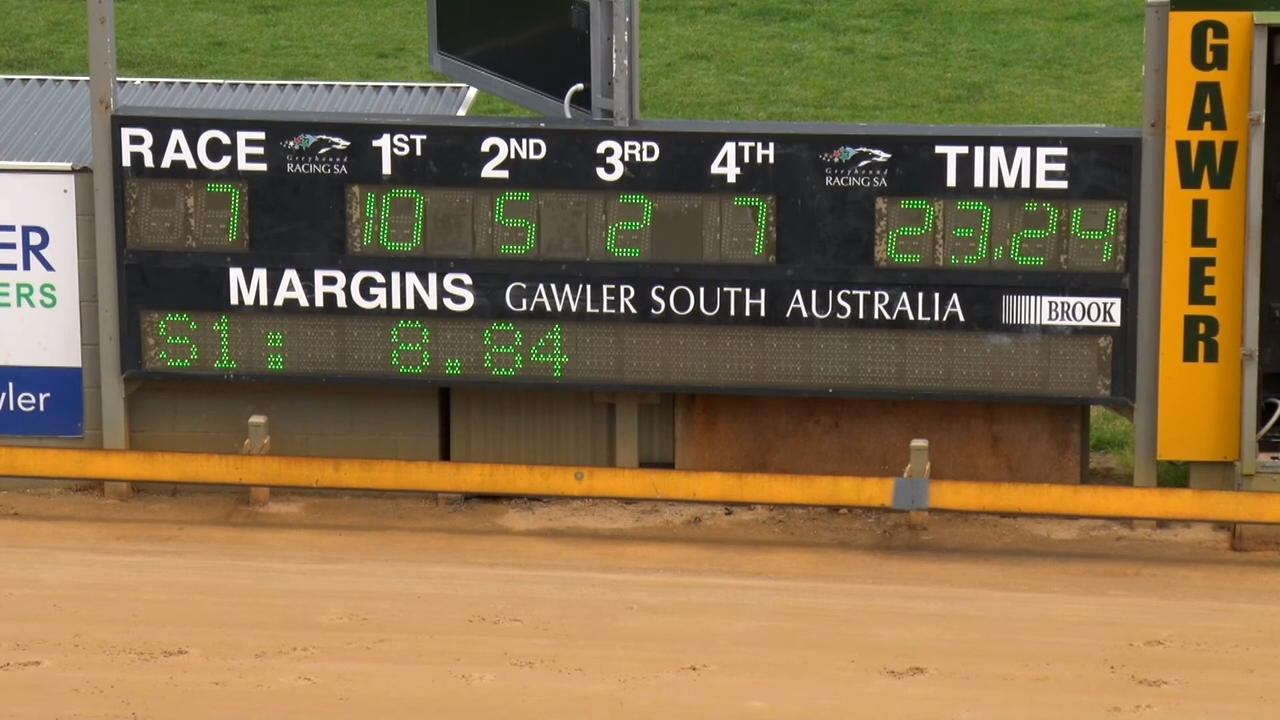 RACE 1ST 2ND 3RD 4TH TIME
Greyhound
RACING SA
Greyhound
RACING SA
7 10 5 2 7 23.24
MARGINS GAWLER SOUTH AUSTRALIA BROOK
S1: 8.84
GAWLER
ER
ERS
wler